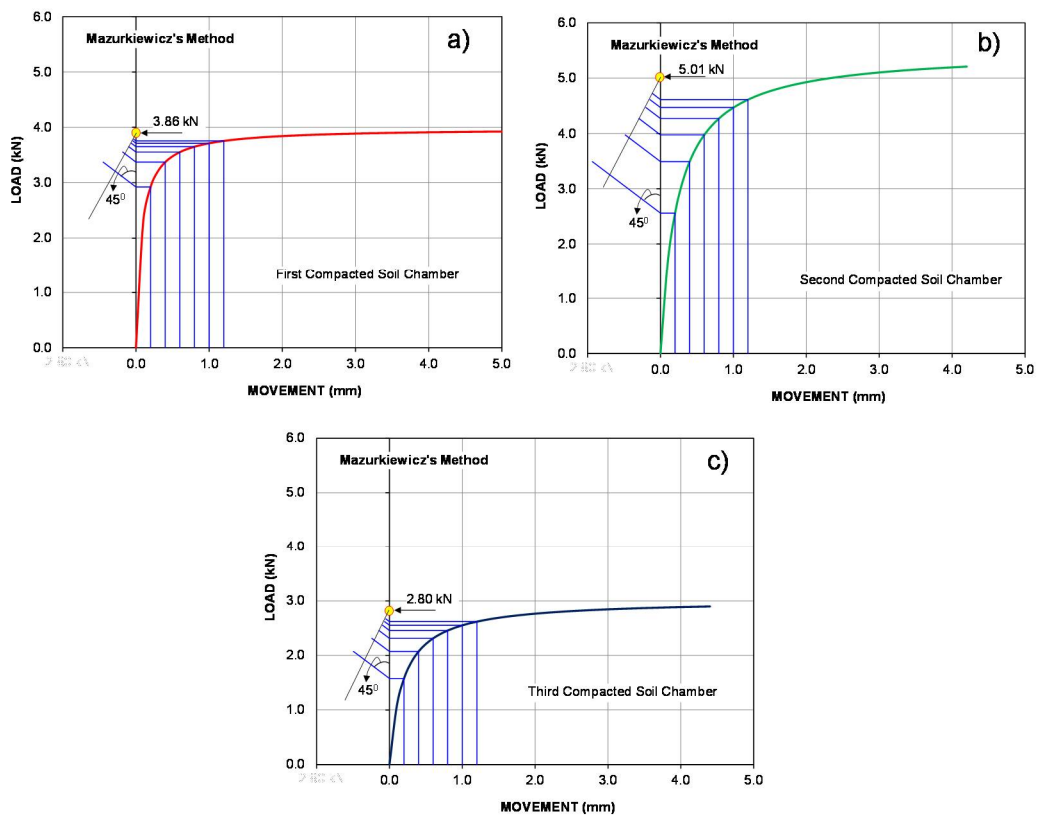 a)
Mazurkiewicz's Method
6.0
5.0
4.0
3.0
2.0
1.0
0.0
LOAD (kN)
3.86 kN
45⁰
First Compacted Soil Chamber
0.0 1.0 2.0 3.0 4.0 5.0
MOVEMENT (mm)
b)
Mazurkiewicz's Method
6.0
5.0
4.0
3.0
2.0
1.0
0.0
LOAD (kN)
5.01 kN
45⁰
Second Compacted Soil Chamber
0.0 1.0 2.0 3.0 4.0 5.0
MOVEMENT (mm)
c)
Mazurkiewicz's Method
6.0
5.0
4.0
3.0
2.0
1.0
0.0
LOAD (kN)
2.80 kN
45⁰
Third Compacted Soil Chamber
0.0 1.0 2.0 3.0 4.0 5.0
MOVEMENT (mm)